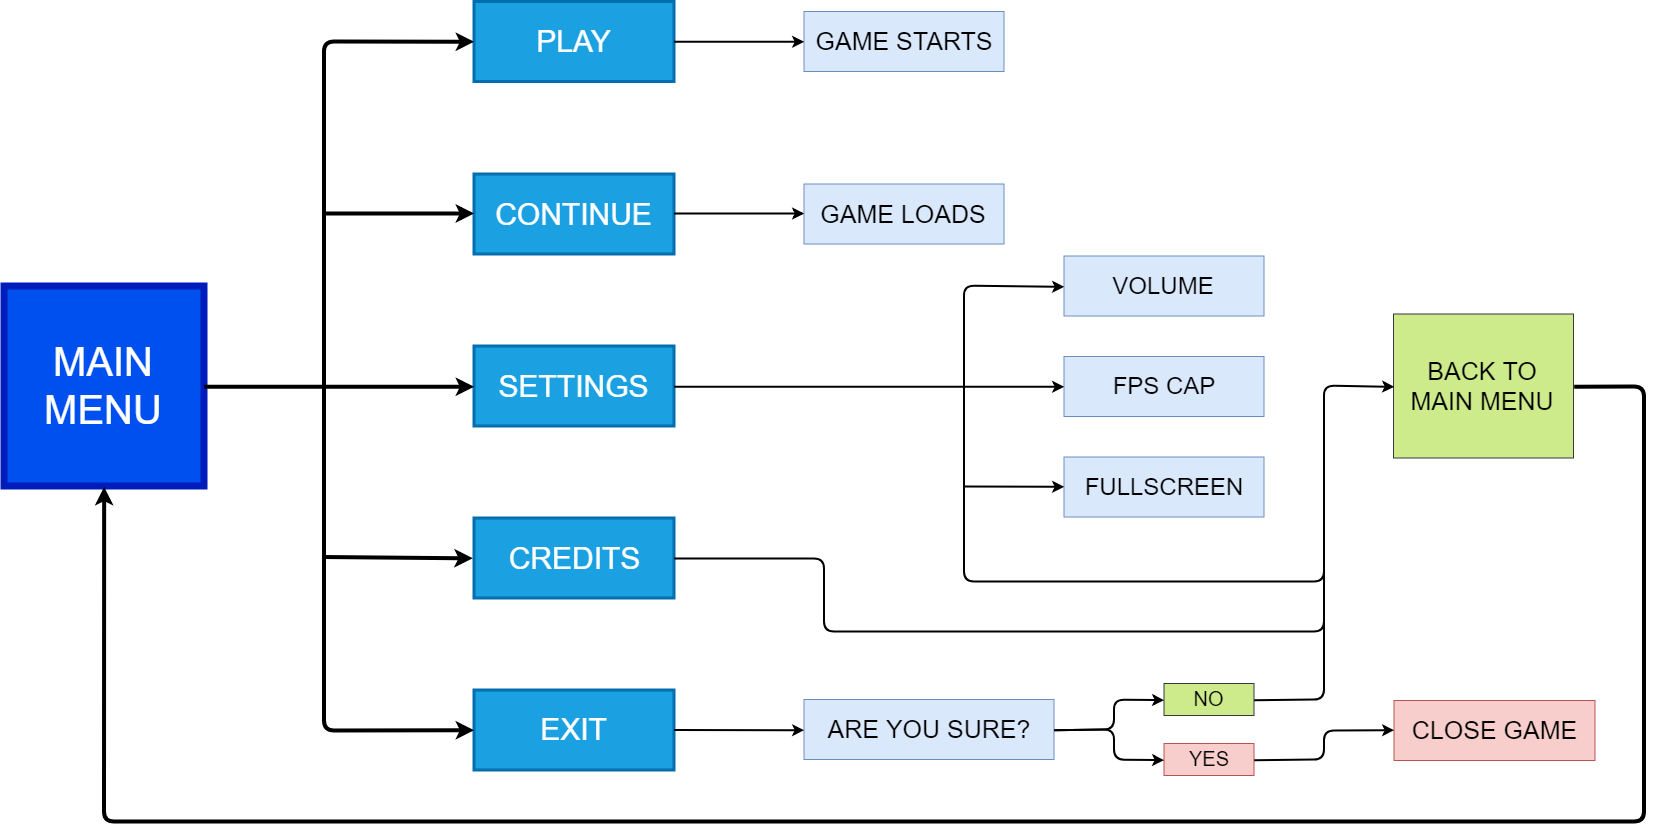 PLAY
GAME STARTS
CONTINUE
GAME LOADS
MAIN
MENU
SETTINGS
VOLUME
FPS CAP
FULLSCREEN
BACK TO
MAIN MENU
CREDITS
EXIT
ARE YOU SURE?
NO
YES
CLOSE GAME